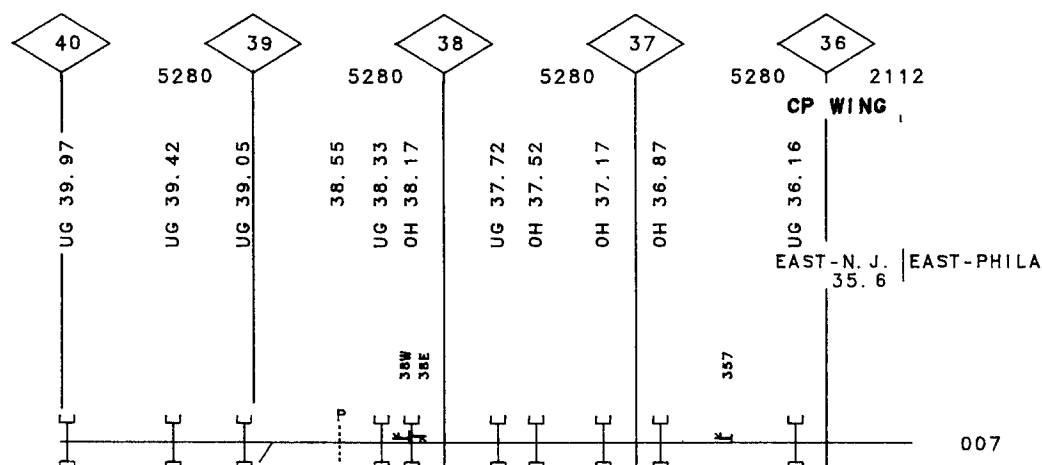 40 39 38 37 36
5280 5280 5280 5280 2112
CP WING
UG 39.97
UG 39.42
UG 39.05
38.55
UG 38.33
OH 38.17
UG 37.72
OH 37.52
OH 37.17
OH 36.87
UG 36.16
EAST-N.J. EAST-PHILA
35.6
38W
38E
357
P
007